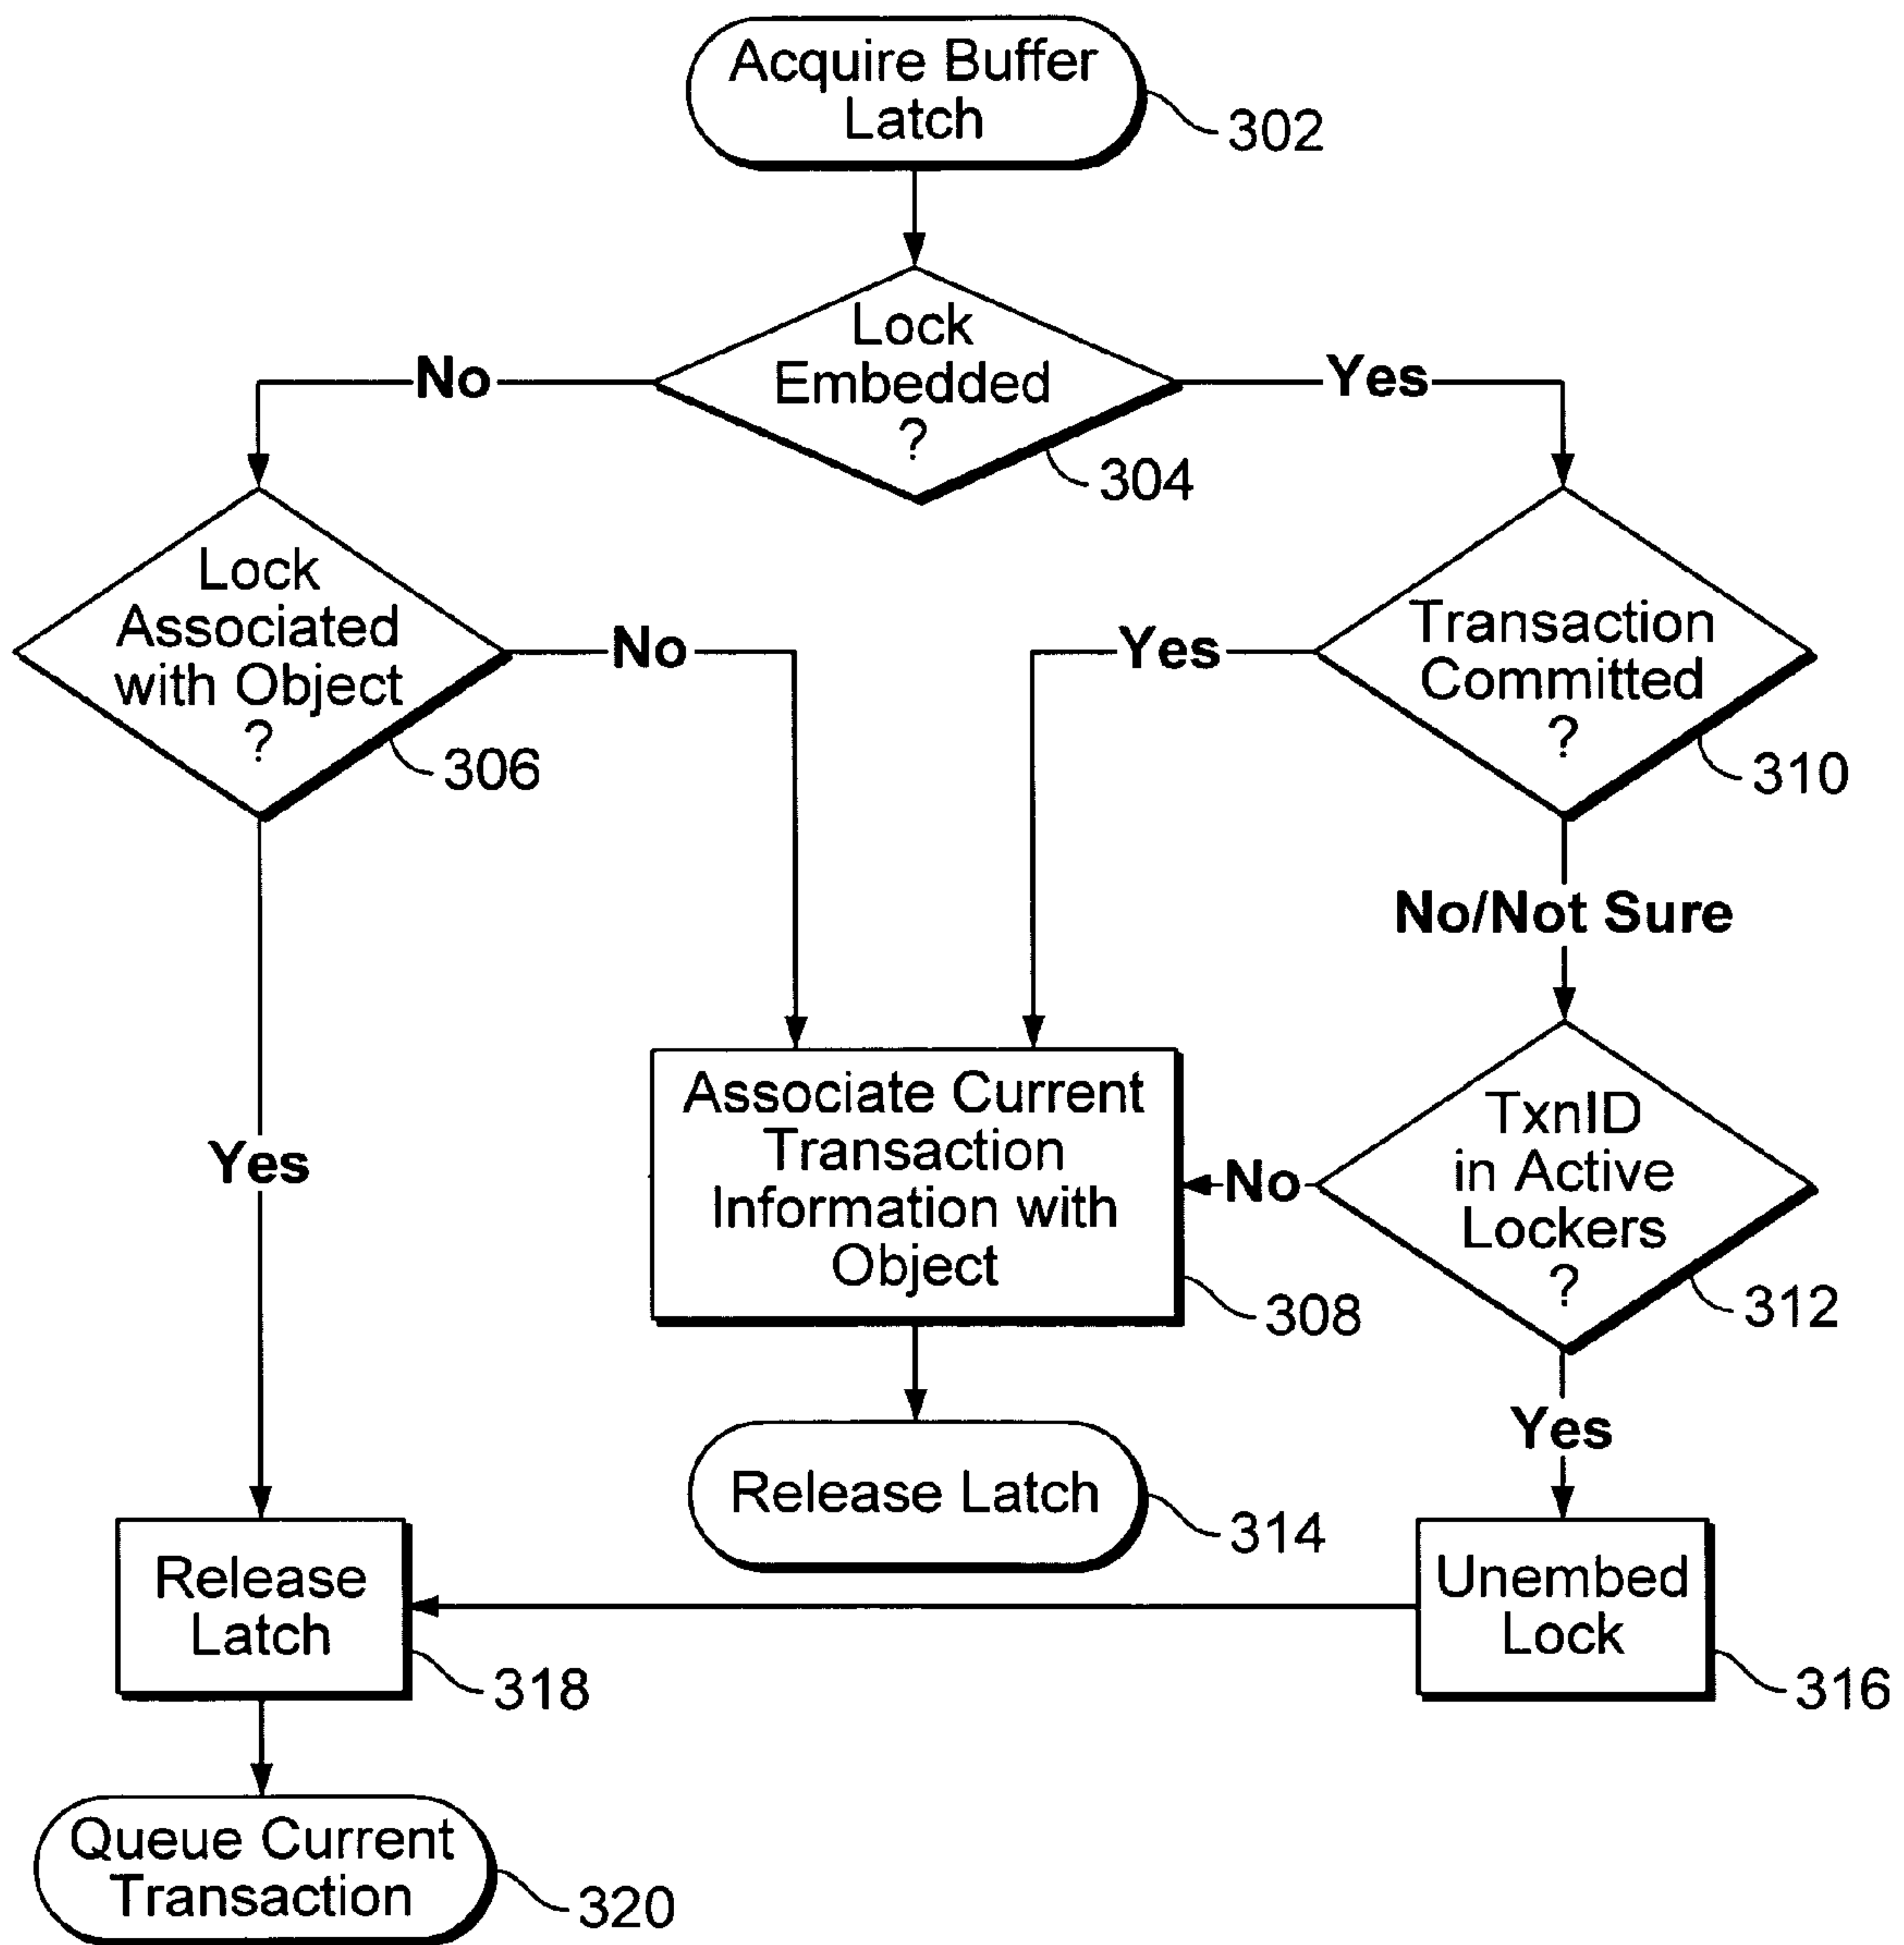 Acquire Buffer
Latch
302
Lock
Embedded
?
No
Yes
304
Lock
Associated
with Object
?
No
306
Yes
Transaction
Committed
?
310
No/Not Sure
Associate Current
Transaction
Information with
Object
308
No
TxnID
in Active
Lockers
?
312
Yes
Yes
Release Latch
314
Release
Latch
318
Unembed
Lock
316
Queue Current
Transaction
320